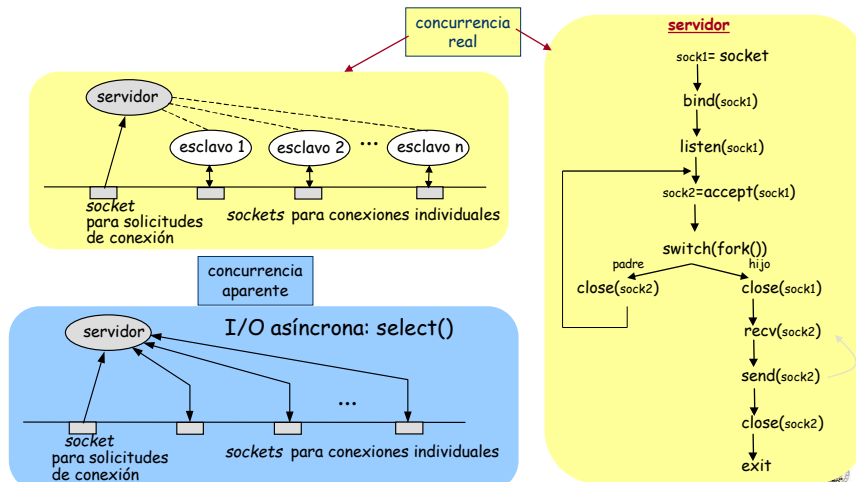 concurrencia
real
servidor
esclavo 1
esclavo 2
...
esclavo n
socket
para solicitudes
de conexión
sockets para conexiones individuales
concurrencia
aparente
servidor
I/O asíncrona: select()
...
socket
para solicitudes
de conexión
sockets para conexiones individuales
servidor
sock1= socket
bind(sock1)
listen(sock1)
sock2=accept(sock1)
switch(fork())
padre
hijo
close(sock2)
close(sock1)
recv(sock2)
send(sock2)
close(sock2)
exit